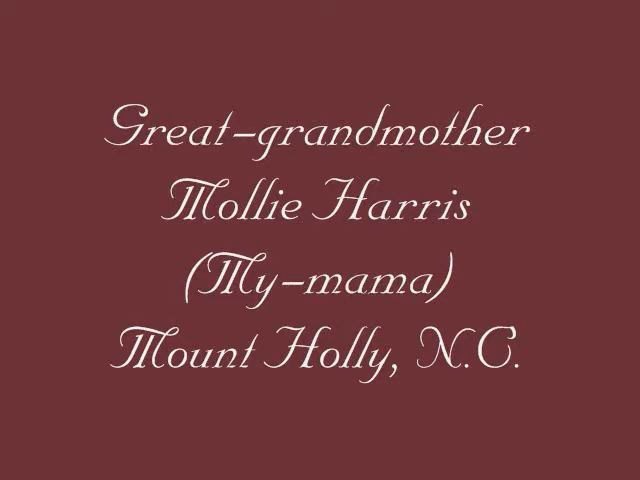 Great-grandmother
Mollie Harris
(My-mama)
Mount Holly, N.C.